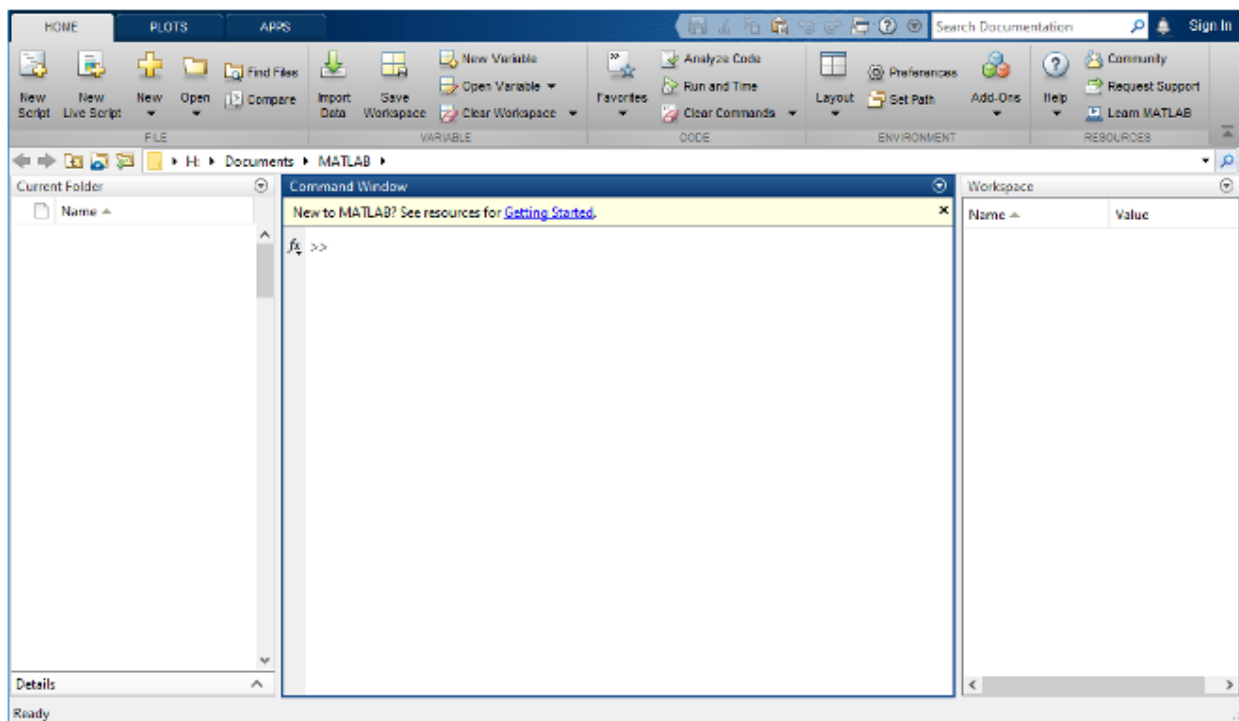 HOME PLOTS APPS Search Documentation Sign In
New Script
New Live Script
New
Open
Find Files
Compare
Import Data
Save Workspace
New Variable
Open Variable
Clear Workspace
Favorites
Analyze Code
Run and Time
Clear Commands
Layout
Preferences
Set Path
Add-Ons
Help
Community
Request Support
Learn MATLAB
FILE VARIABLE CODE ENVIRONMENT RESOURCES
H: Documents MATLAB
Current Folder
Name
Command Window
New to MATLAB? See resources for Getting Started.
fx >>
Workspace
Name Value
Details
Ready